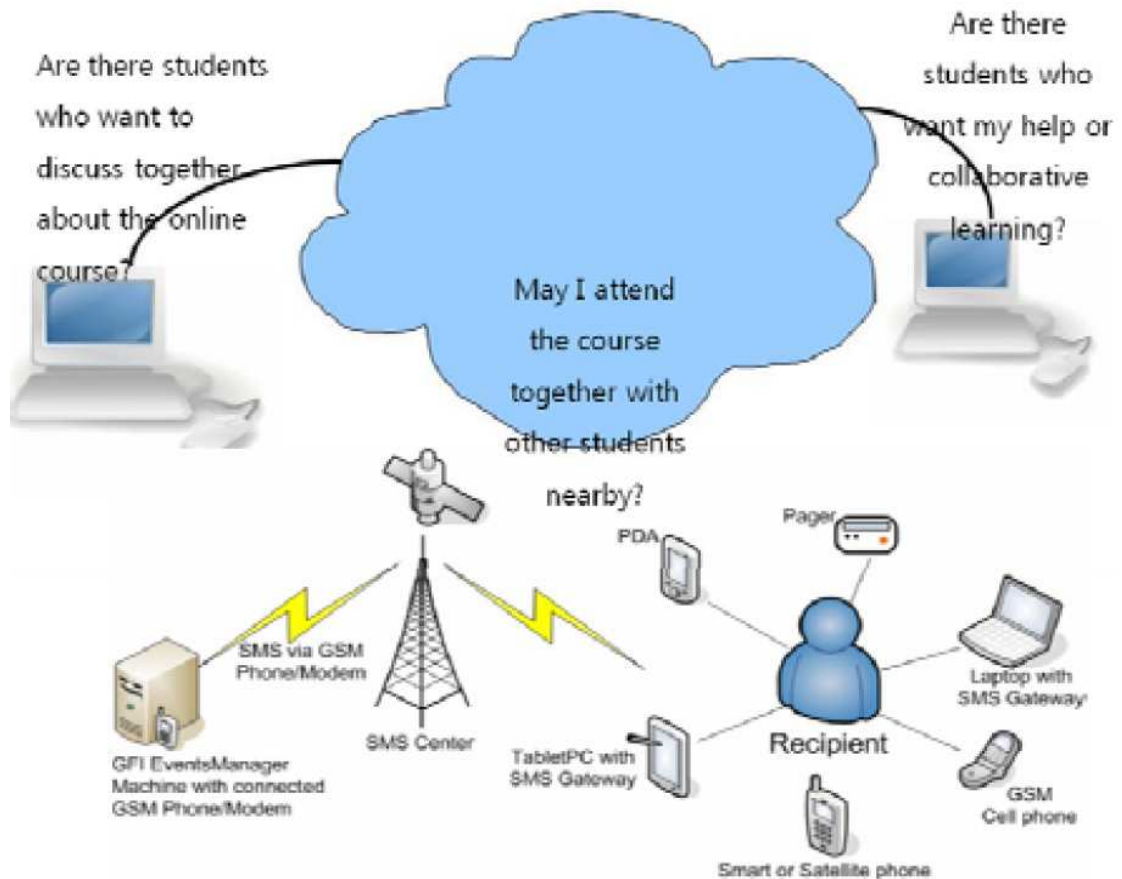 Are there students
who want to
discuss together
about the online
course?
Are there
students who
want my help or
collaborative
learning?
May I attend
the course
together with
other students
nearby?
PDA
Pager
SMS via GSM
Phone/Modem
SMS Center
GFI EventsManager
Machine with connected
GSM Phone/Modem
TabletPC with
SMS Gateway
Recipient
Laptop with
SMS Gateway
GSM
Cell phone
Smart or Satellite phone